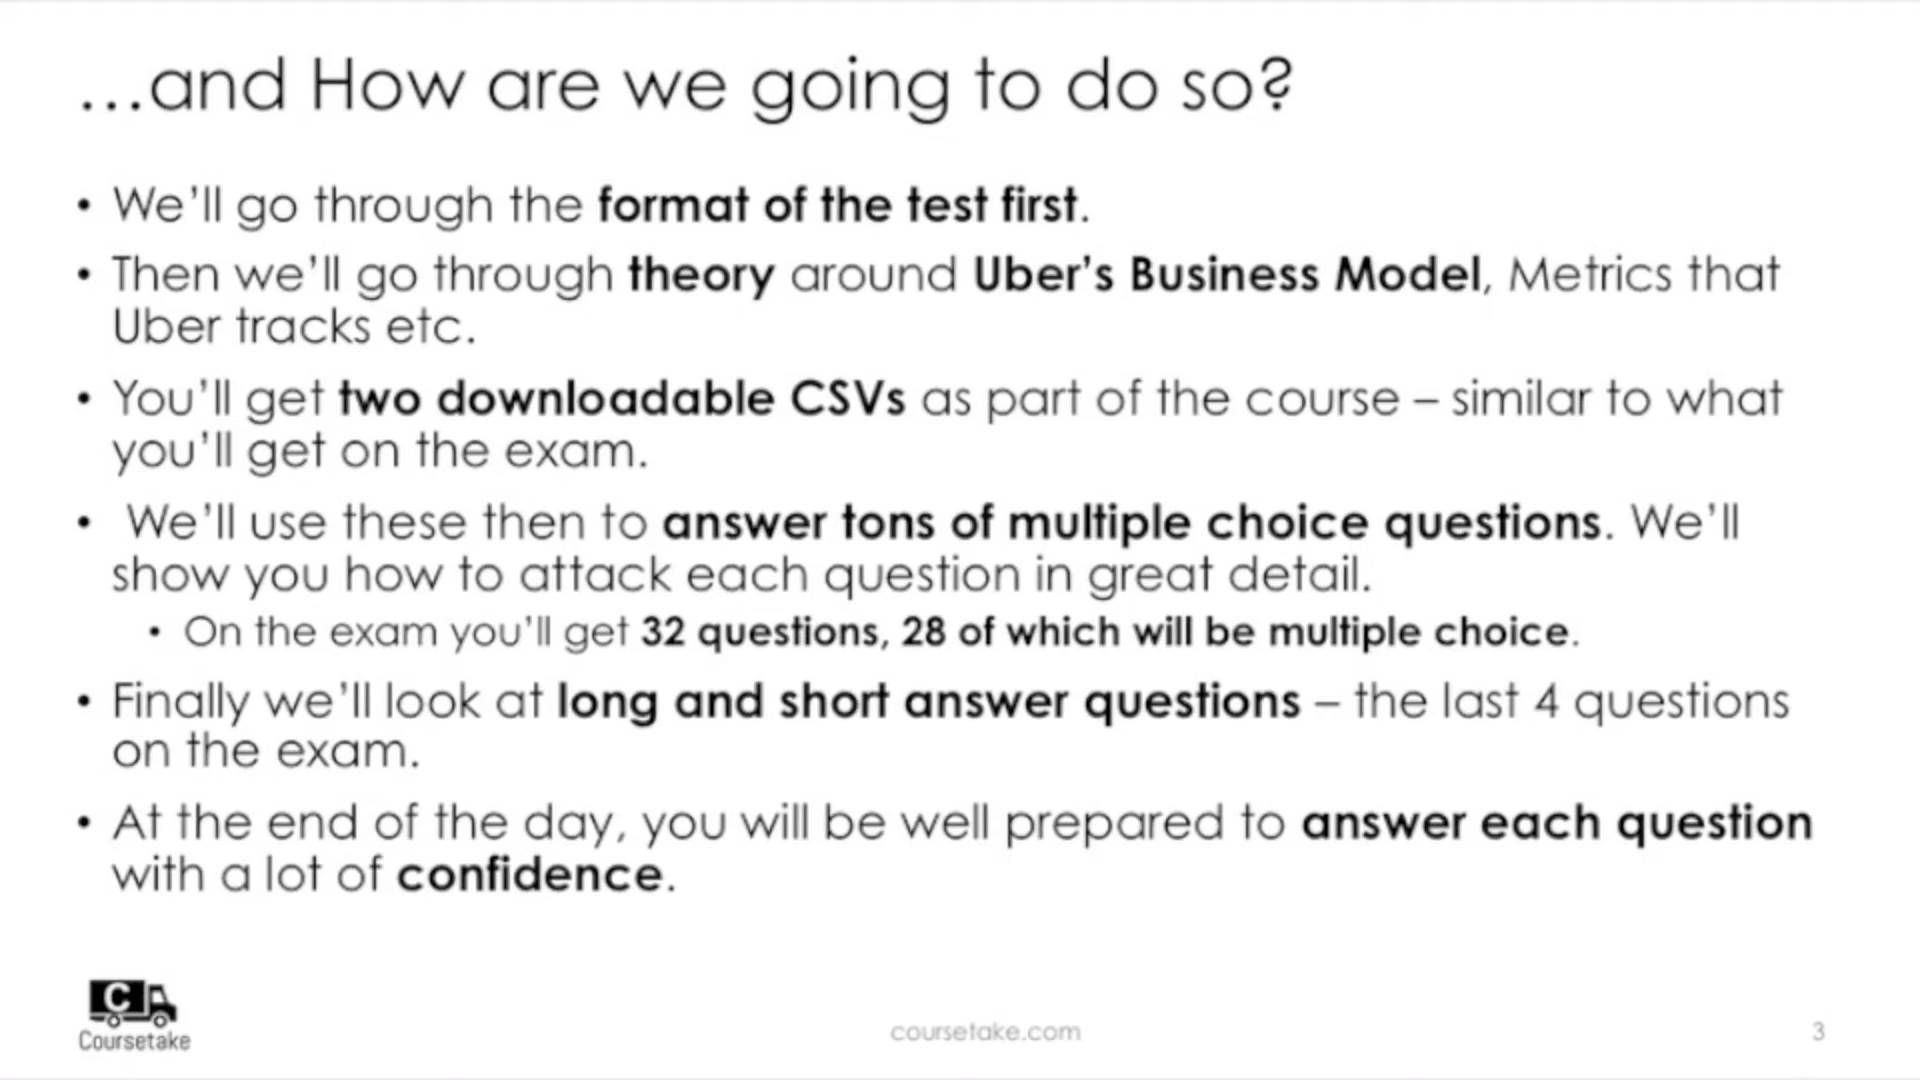 ...and How are we going to do so?
• We'll go through the format of the test first.
• Then we'll go through theory around Uber's Business Model, Metrics that
Uber tracks etc.
• You'll get two downloadable CSVs as part of the course – similar to what
you'll get on the exam.
• We'll use these then to answer tons of multiple choice questions. We'll
show you how to attack each question in great detail.
• On the exam you'll get 32 questions, 28 of which will be multiple choice.
• Finally we'll look at long and short answer questions – the last 4 questions
on the exam.
• At the end of the day, you will be well prepared to answer each question
with a lot of confidence.
C
Coursetake
coursetake.com
3